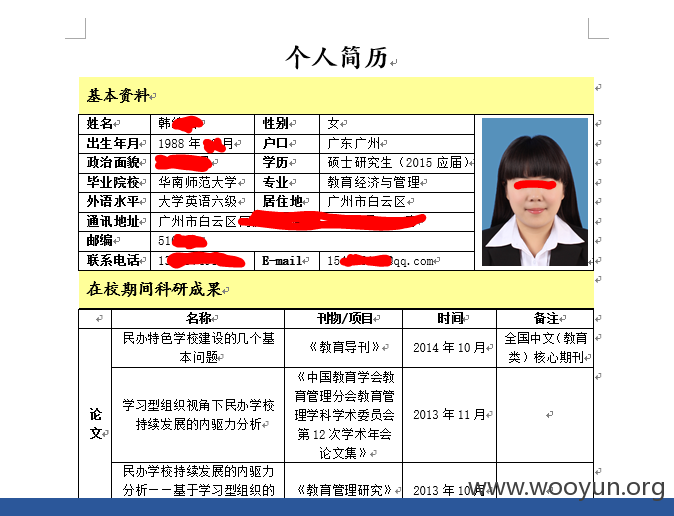 个人简历
基本资料
姓名 韩 性别 女
出生年月 1988 年 月 户口 广东广州
政治面貌 学历 硕士研究生（2015 应届）
毕业院校 华南师范大学 专业 教育经济与管理
外语水平 大学英语六级 居住地 广州市白云区
通讯地址 广州市白云区
邮编 51
联系电话 1 E-mail 15 qq.com
在校期间科研成果
名称 刊物/项目 时间 备注
论
文
民办特色学校建设的几个基
本问题
《教育导刊》
2014 年 10 月
全国中文（教育
类）核心期刊
学习型组织视角下民办学校
持续发展的内驱力分析
《中国教育学会教
育管理分会教育管
理学科学术委员会
第 12 次学术年会
论文集》
2013 年 11 月
民办学校持续发展的内驱力
分析——基于学习型组织的
《教育管理研究》
2013 年 10 月
www.wooyun.org